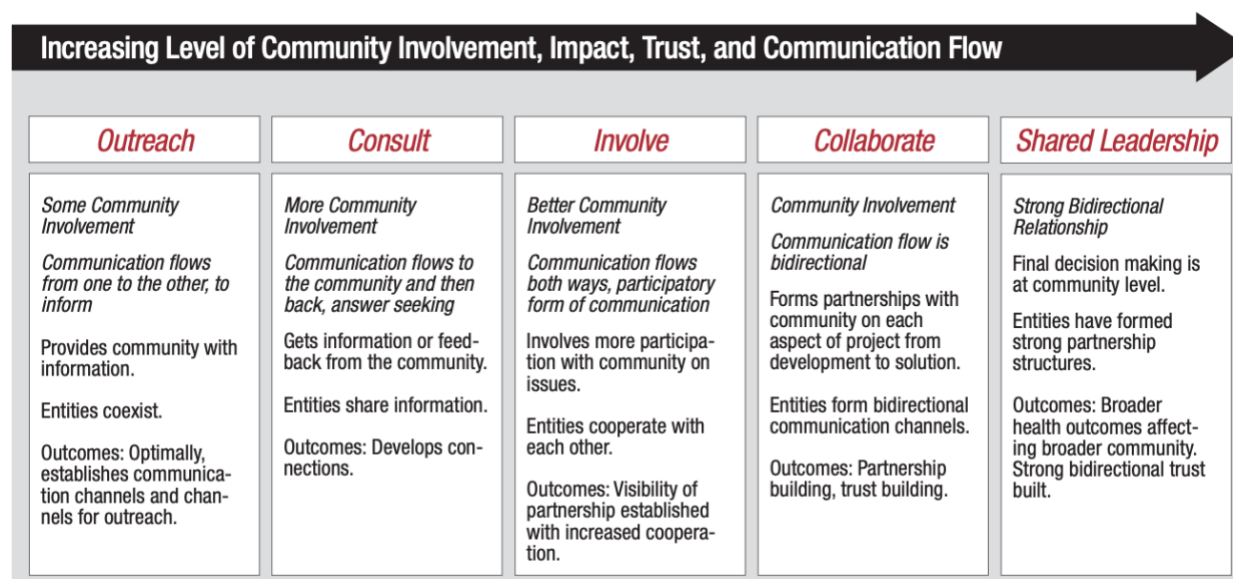 Increasing Level of Community Involvement, Impact, Trust, and Communication Flow
Outreach
Some Community
Involvement
Communication flows
from one to the other, to
inform
Provides community with
information.
Entities coexist.
Outcomes: Optimally,
establishes communica-
tion channels and chan-
nels for outreach.
Consult
More Community
Involvement
Communication flows to
the community and then
back, answer seeking
Gets information or feed-
back from the community.
Entities share information.
Outcomes: Develops con-
nections.
Involve
Better Community
Involvement
Communication flows
both ways, participatory
form of communication
Involves more participa-
tion with community on
issues.
Entities cooperate with
each other.
Outcomes: Visibility of
partnership established
with increased coopera-
tion.
Collaborate
Community Involvement
Communication flow is
bidirectional
Forms partnerships with
community on each
aspect of project from
development to solution.
Entities form bidirectional
communication channels.
Outcomes: Partnership
building, trust building.
Shared Leadership
Strong Bidirectional
Relationship
Final decision making is
at community level.
Entities have formed
strong partnership
structures.
Outcomes: Broader
health outcomes affect-
ing broader community.
Strong bidirectional trust
built.